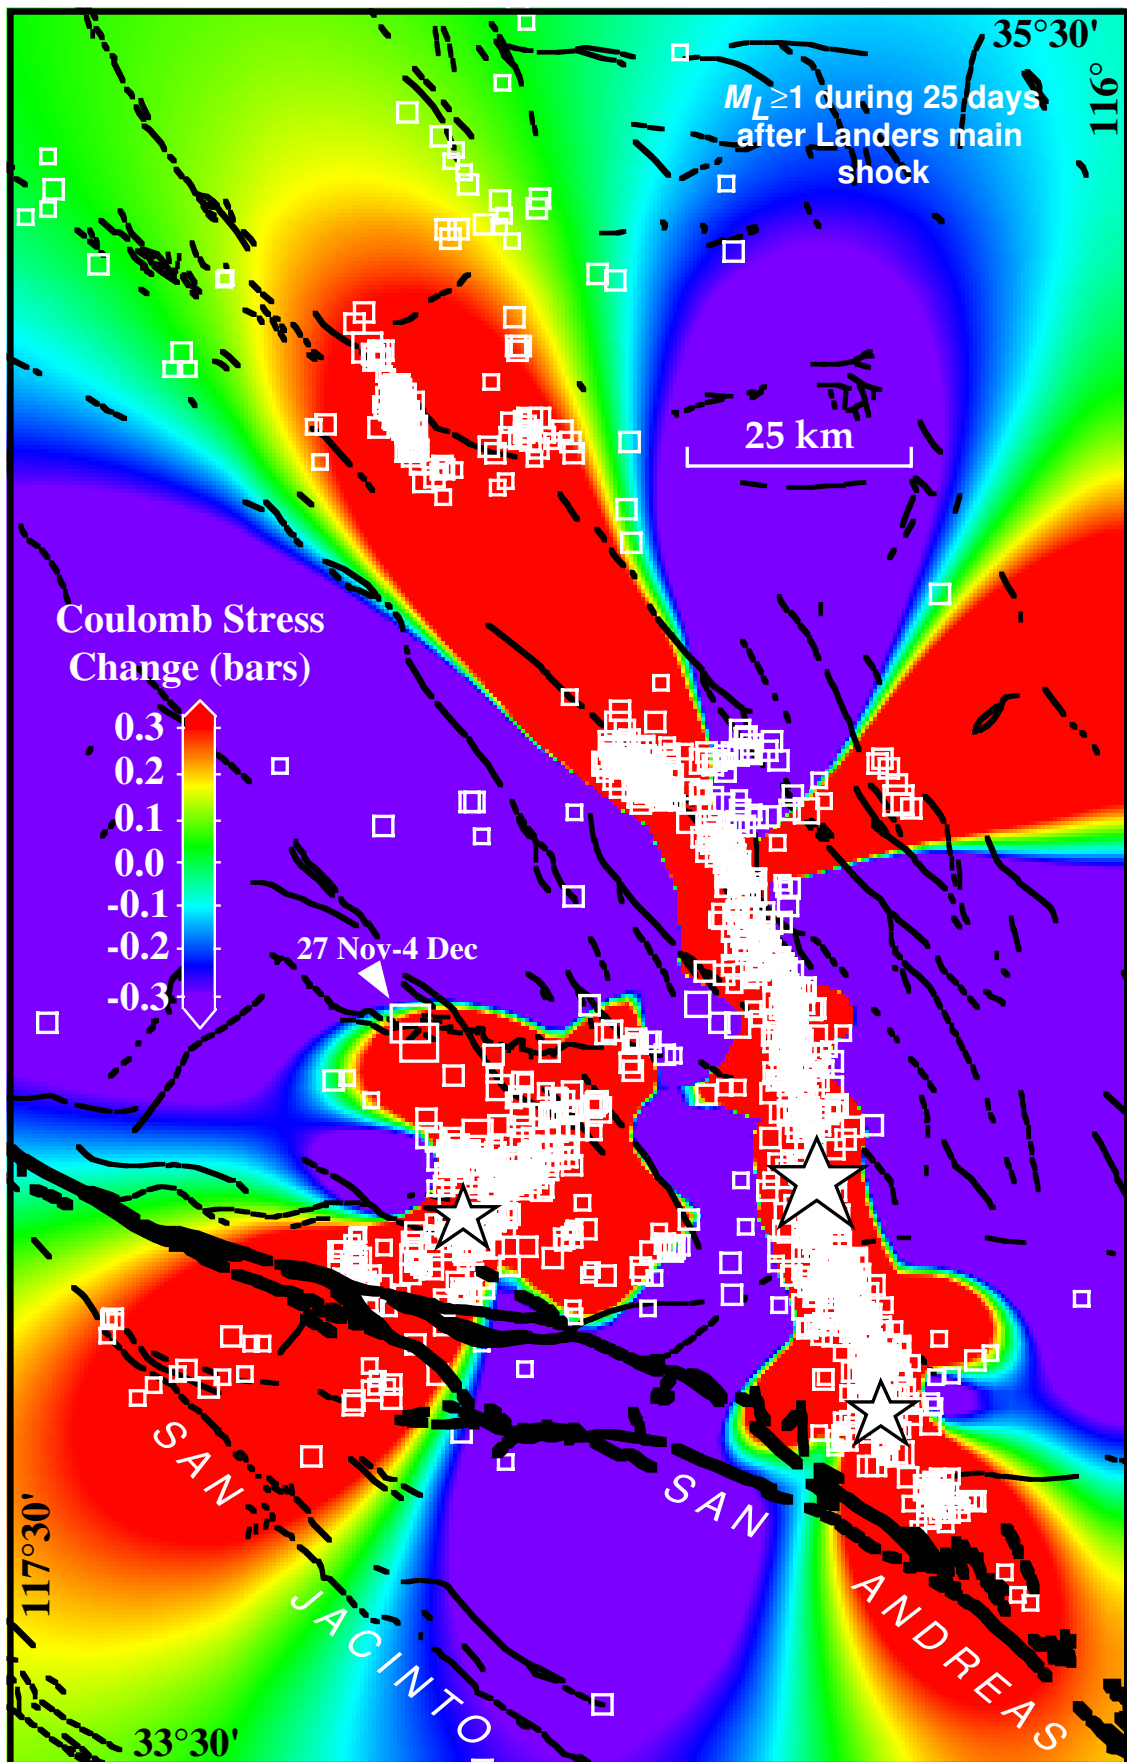 35°30'
116°
M_L≥1 during 25 days
after Landers main
shock
25 km
Coulomb Stress
Change (bars)
0.3
0.2
0.1
0.0
-0.1
-0.2
-0.3
27 Nov-4 Dec
SAN
JACINTO
SAN
ANDREAS
117°30'
33°30'